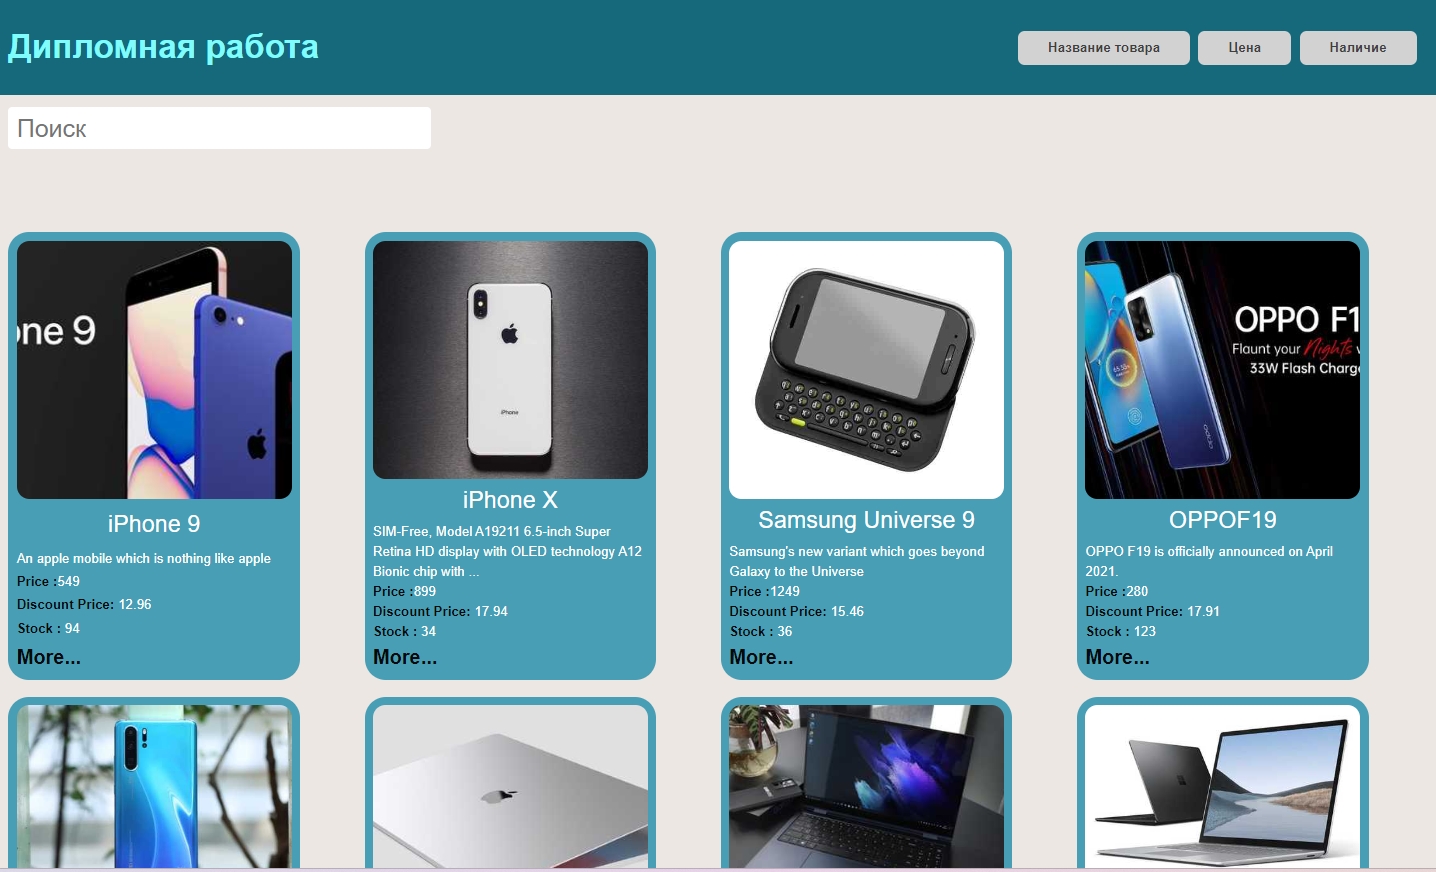 Дипломная работа
Название товара
Цена
Наличие
Поиск
one 9
iPhone
OPPO F1
Flaunt your Nights
33W Flash Charge
oppo
iPhone 9
An apple mobile which is nothing like apple
Price :549
Discount Price: 12.96
Stock : 94
More...
iPhone X
SIM-Free, Model A19211 6.5-inch Super
Retina HD display with OLED technology A12
Bionic chip with ...
Price :899
Discount Price: 17.94
Stock : 34
More...
Samsung Universe 9
Samsung's new variant which goes beyond
Galaxy to the Universe
Price :1249
Discount Price: 15.46
Stock : 36
More...
OPPOF19
OPPO F19 is officially announced on April
2021.
Price :280
Discount Price: 17.91
Stock : 123
More...